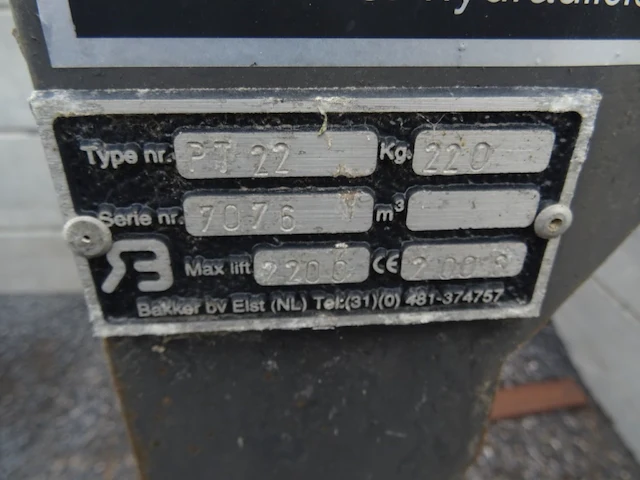 Type nr. PT 22 Kg. 220
Serie nr. 7076 m³
Max lift 2200 CE
Bakker bv Elst (NL) Tel:(31)(0) 481-374757